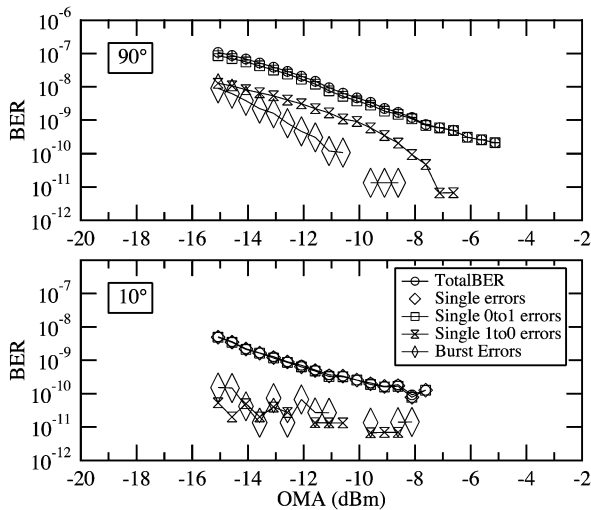 10^-6
90°
10^-7
10^-8
10^-9
10^-10
10^-11
10^-12
BER
-20 -18 -16 -14 -12 -10 -8 -6 -4 -2
10°
10^-7
10^-8
10^-9
10^-10
10^-11
10^-12
BER
TotalBER
Single errors
Single 0to1 errors
Single 1to0 errors
Burst Errors
-20 -18 -16 -14 -12 -10 -8 -6 -4 -2
OMA (dBm)